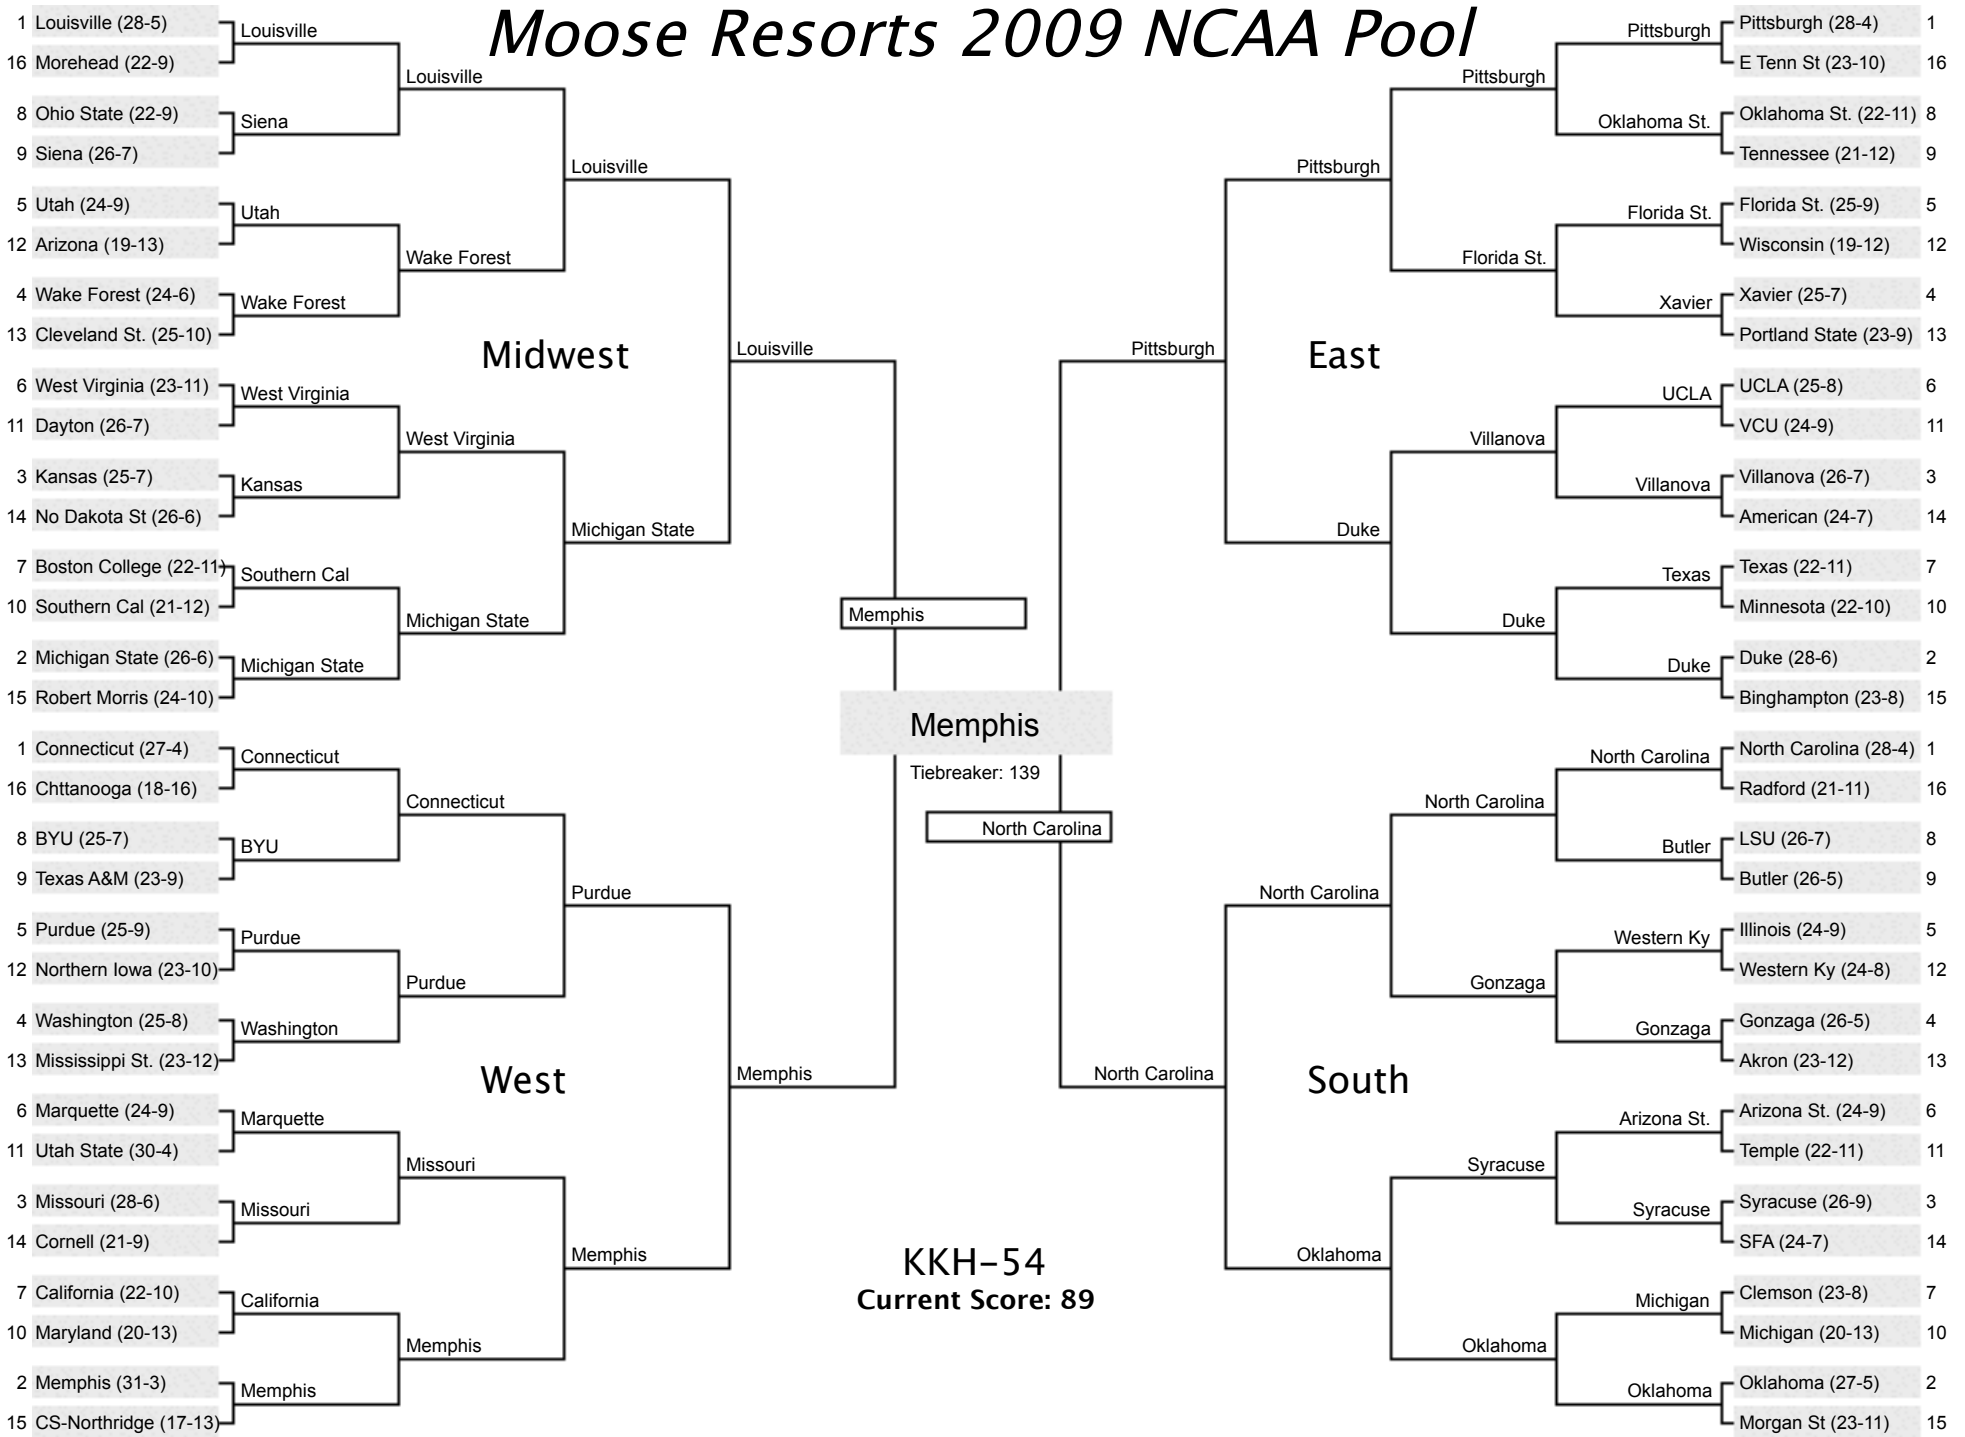 Moose Resorts 2009 NCAA Pool
1 Louisville (28-5)
16 Morehead (22-9)
8 Ohio State (22-9)
9 Siena (26-7)
5 Utah (24-9)
12 Arizona (19-13)
4 Wake Forest (24-6)
13 Cleveland St. (25-10)
6 West Virginia (23-11)
11 Dayton (26-7)
3 Kansas (25-7)
14 No Dakota St (26-6)
7 Boston College (22-11)
10 Southern Cal (21-12)
2 Michigan State (26-6)
15 Robert Morris (24-10)
Louisville
Siena
Utah
Wake Forest
West Virginia
Kansas
Southern Cal
Michigan State
Louisville
Wake Forest
West Virginia
Michigan State
Louisville
Michigan State
Louisville
Midwest
1 Connecticut (27-4)
16 Chttanooga (18-16)
8 BYU (25-7)
9 Texas A&M (23-9)
5 Purdue (25-9)
12 Northern Iowa (23-10)
4 Washington (25-8)
13 Mississippi St. (23-12)
6 Marquette (24-9)
11 Utah State (30-4)
3 Missouri (28-6)
14 Cornell (21-9)
7 California (22-10)
10 Maryland (20-13)
2 Memphis (31-3)
15 CS-Northridge (17-13)
Connecticut
BYU
Purdue
Washington
Marquette
Missouri
California
Memphis
Connecticut
Purdue
Missouri
Memphis
Purdue
Memphis
Memphis
West
Memphis
Memphis
Tiebreaker: 139
North Carolina
KKH-54
Current Score: 89
Pittsburgh
East
Pittsburgh
Duke
Pittsburgh
Florida St.
Villanova
Duke
Pittsburgh
Oklahoma St.
Florida St.
Xavier
UCLA
Villanova
Texas
Duke
Pittsburgh (28-4) 1
E Tenn St (23-10) 16
Oklahoma St. (22-11) 8
Tennessee (21-12) 9
Florida St. (25-9) 5
Wisconsin (19-12) 12
Xavier (25-7) 4
Portland State (23-9) 13
UCLA (25-8) 6
VCU (24-9) 11
Villanova (26-7) 3
American (24-7) 14
Texas (22-11) 7
Minnesota (22-10) 10
Duke (28-6) 2
Binghampton (23-8) 15
North Carolina
South
North Carolina
Oklahoma
North Carolina
Gonzaga
Syracuse
Oklahoma
North Carolina
Butler
Western Ky
Gonzaga
Arizona St.
Syracuse
Michigan
Oklahoma
North Carolina (28-4) 1
Radford (21-11) 16
LSU (26-7) 8
Butler (26-5) 9
Illinois (24-9) 5
Western Ky (24-8) 12
Gonzaga (26-5) 4
Akron (23-12) 13
Arizona St. (24-9) 6
Temple (22-11) 11
Syracuse (26-9) 3
SFA (24-7) 14
Clemson (23-8) 7
Michigan (20-13) 10
Oklahoma (27-5) 2
Morgan St (23-11) 15